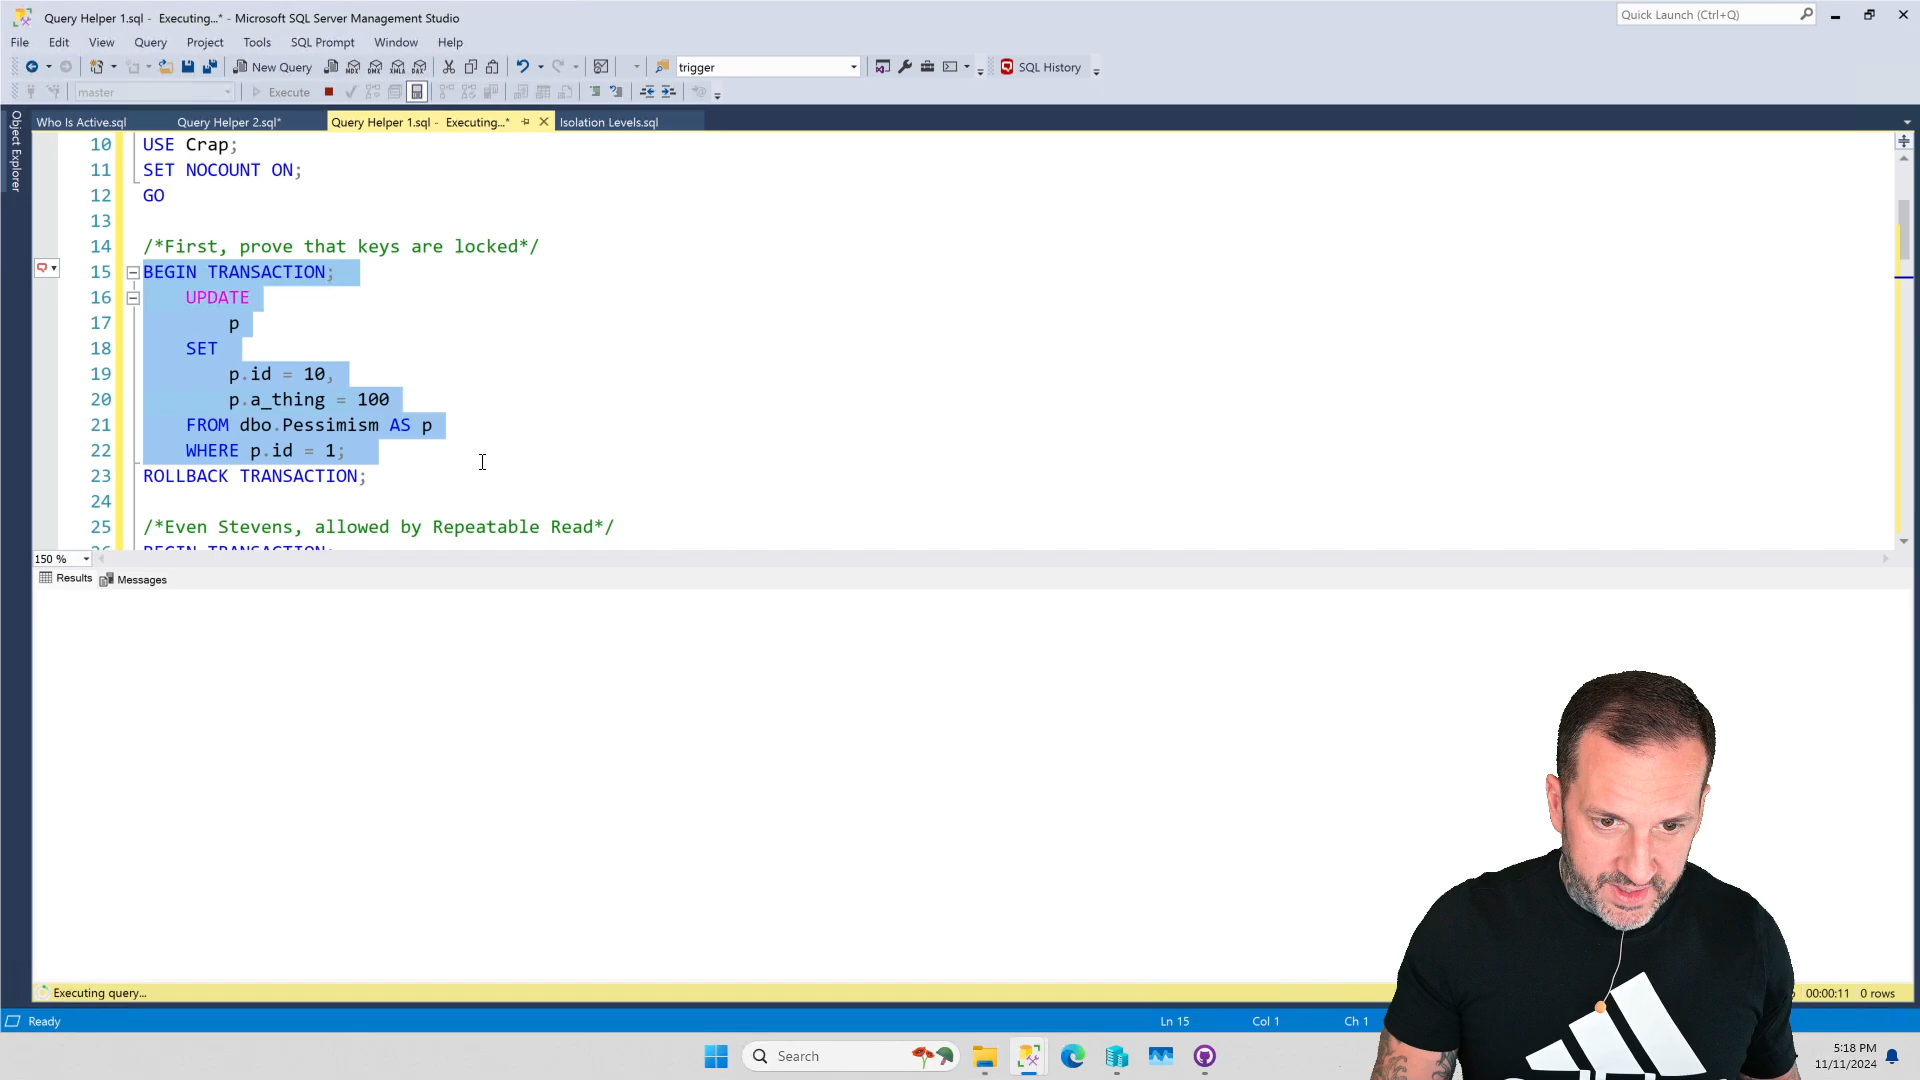 Query Helper 1.sql - Executing...* - Microsoft SQL Server Management Studio
Quick Launch (Ctrl+Q)
File Edit View Query Project Tools SQL Prompt Window Help
New Query
trigger
SQL History
master
Execute
Object Explorer
Who Is Active.sql
Query Helper 2.sql*
Query Helper 1.sql - Executing...*
Isolation Levels.sql
10 USE Crap;
11 SET NOCOUNT ON;
12 GO
13
14 /*First, prove that keys are locked*/
15 BEGIN TRANSACTION;
16 UPDATE
17 p
18 SET
19 p.id = 10,
20 p.a_thing = 100
21 FROM dbo.Pessimism AS p
22 WHERE p.id = 1;
23 ROLLBACK TRANSACTION;
24
25 /*Even Stevens, allowed by Repeatable Read*/
26 BEGIN TRANSACTION;
150 %
Results Messages
Executing query...
00:00:11 0 rows
Ready
Ln 15 Col 1 Ch 1
Search
5:18 PM
11/11/2024